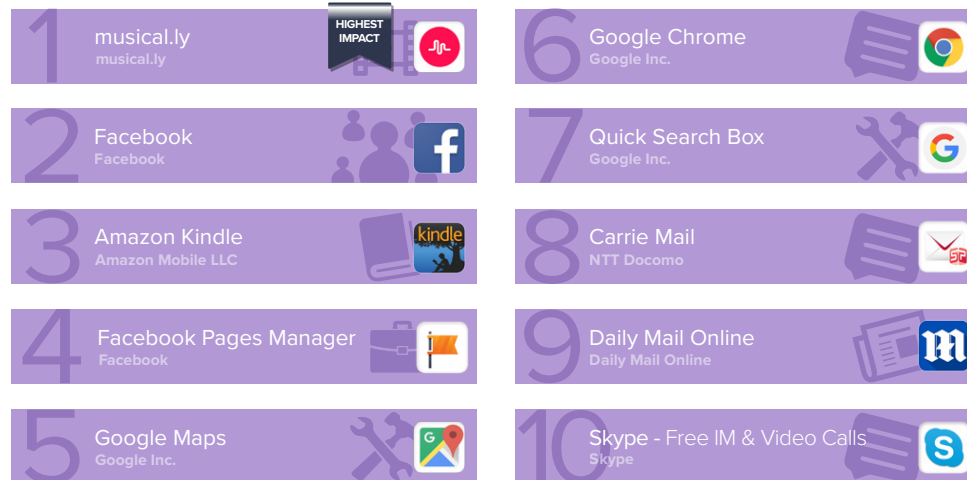 1
musical.ly
musical.ly
HIGHEST
IMPACT
2
Facebook
Facebook
f
3
Amazon Kindle
Amazon Mobile LLC
kindle
4
Facebook Pages Manager
Facebook
5
Google Maps
Google Inc.
G
6
Google Chrome
Google Inc.
7
Quick Search Box
Google Inc.
G
8
Carrie Mail
NTT Docomo
SP
9
Daily Mail Online
Daily Mail Online
M
10
Skype - Free IM & Video Calls
Skype
S